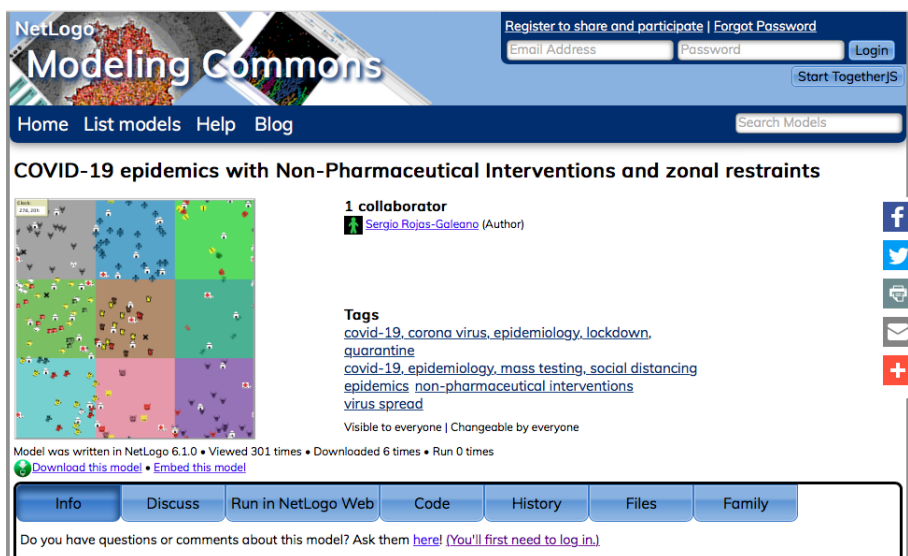 NetLogo
Modeling Commons
Register to share and participate | Forgot Password
Email Address Password Login
Start TogetherJS
Home List models Help Blog
Search Models
COVID-19 epidemics with Non-Pharmaceutical Interventions and zonal restraints
1 collaborator
Sergio Rojas-Galeano (Author)
Tags
covid-19, corona virus, epidemiology, lockdown,
quarantine
covid-19, epidemiology, mass testing, social distancing
epidemics non-pharmaceutical interventions
virus spread
Visible to everyone | Changeable by everyone
Model was written in NetLogo 6.1.0 • Viewed 301 times • Downloaded 6 times • Run 0 times
Download this model • Embed this model
Info Discuss Run in NetLogo Web Code History Files Family
Do you have questions or comments about this model? Ask them here! (You'll first need to log in.)